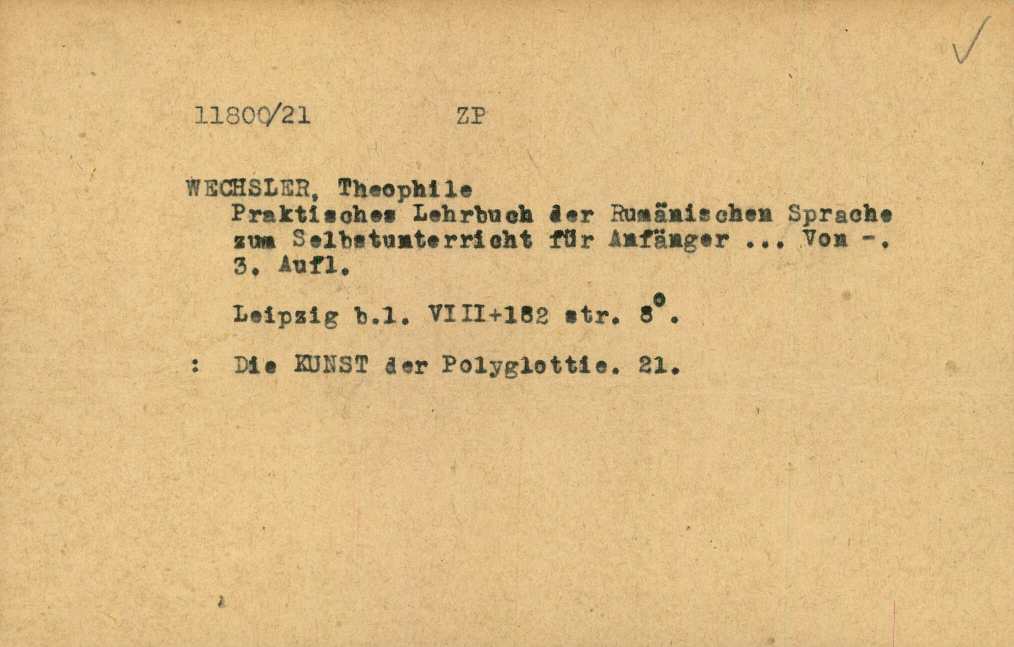 11800/21 ZP
WECHSLER, Theophile
Praktisches Lehrbuch der Rumänischen Sprache
zum Selbstunterricht für Anfänger ... Von -.
3. Aufl.
Leipzig b.l. VIII+182 str. 8°.
: Die KUNST der Polyglottie. 21.